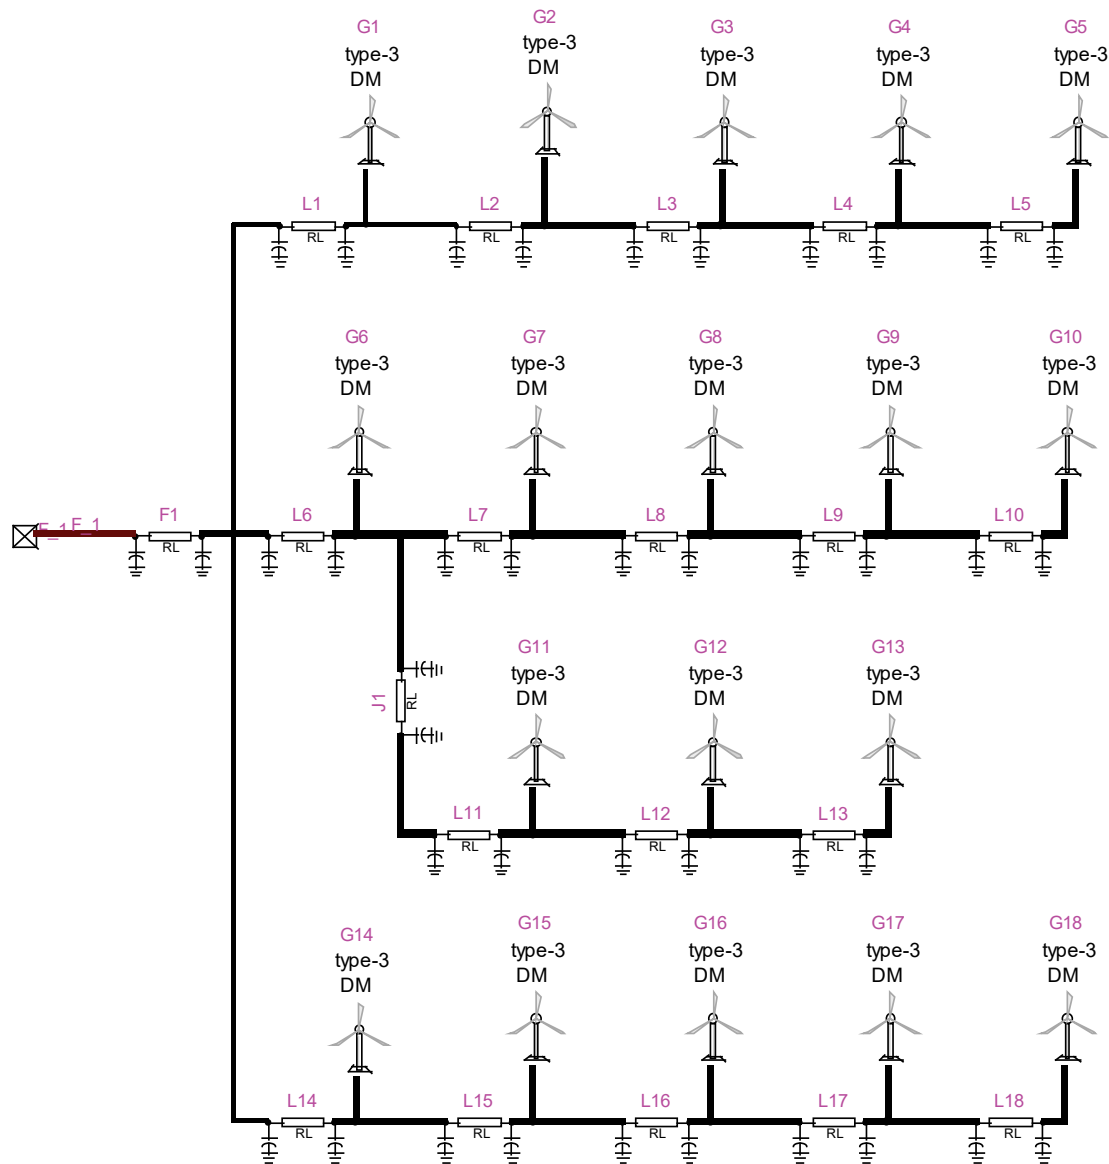 G1 G2 G3 G4 G5
type-3 type-3 type-3 type-3 type-3
DM DM DM DM DM
L1 L2 L3 L4 L5
RL RL RL RL RL
G6 G7 G8 G9 G10
type-3 type-3 type-3 type-3 type-3
DM DM DM DM DM
F_1 F_1 F1 L6 L7 L8 L9 L10
RL RL RL RL RL RL
G11 G12 G13
type-3 type-3 type-3
DM DM DM
J1 RL
L11 L12 L13
RL RL RL
G14 G15 G16 G17 G18
type-3 type-3 type-3 type-3 type-3
DM DM DM DM DM
L14 L15 L16 L17 L18
RL RL RL RL RL